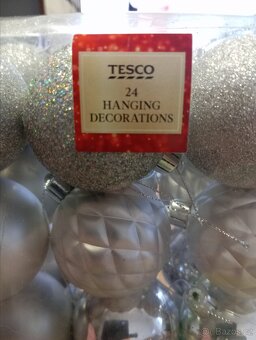 TESCO
24
HANGING
DECORATIONS